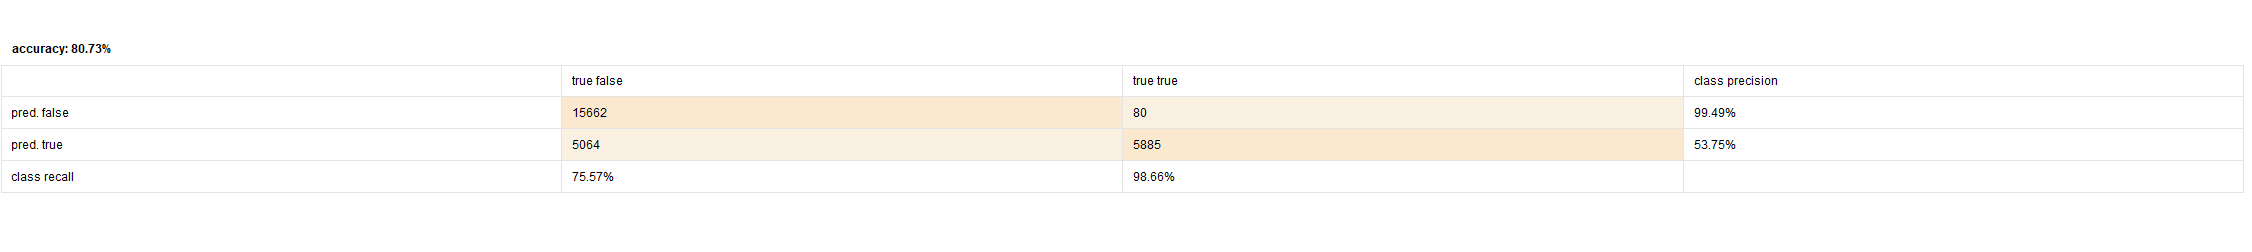 accuracy: 80.73%
true false true true class precision
pred. false 15662 80 99.49%
pred. true 5064 5885 53.75%
class recall 75.57% 98.66%